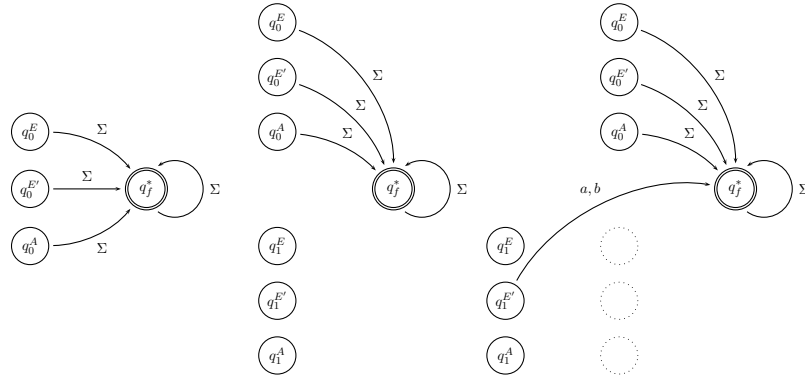 q_0^E
Σ
q_0^{E'}
Σ
q_0^A
Σ
q_f^*
Σ
q_0^E
Σ
q_0^{E'}
Σ
q_0^A
Σ
q_f^*
Σ
q_1^E
q_1^{E'}
q_1^A
q_0^E
Σ
q_0^{E'}
Σ
q_0^A
Σ
q_f^*
Σ
a, b
q_1^E
q_1^{E'}
q_1^A